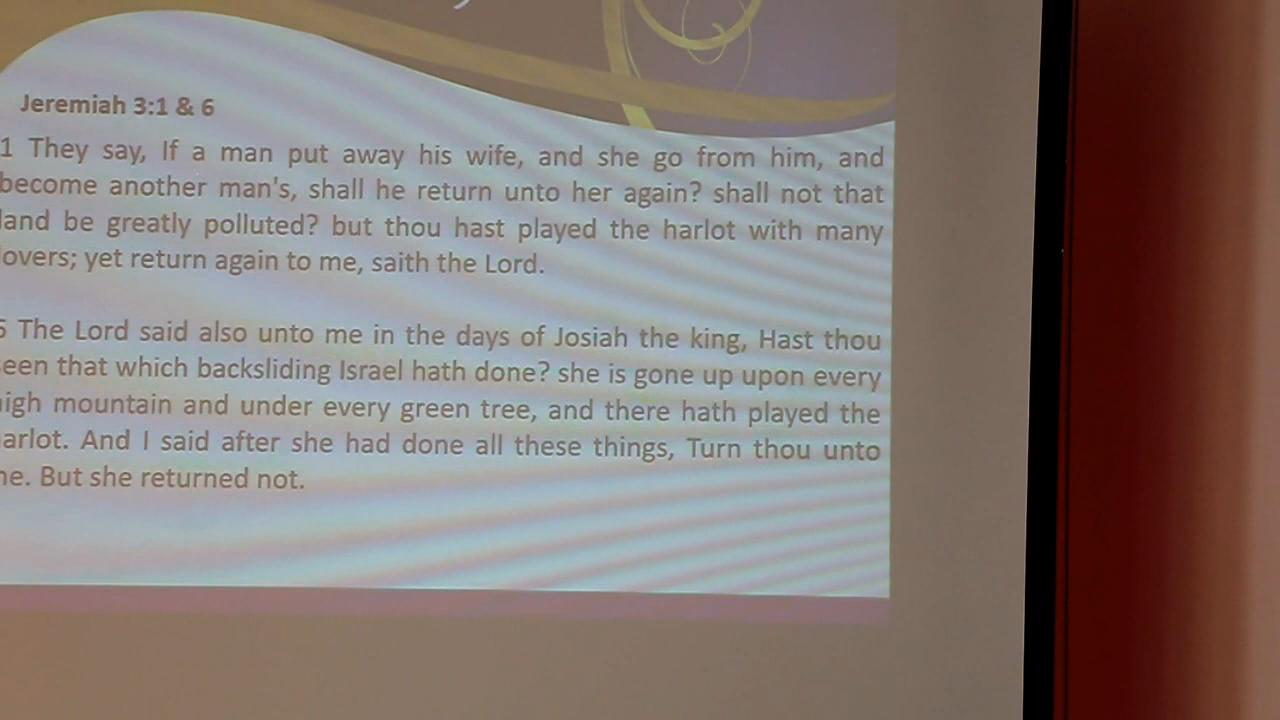 Jeremiah 3:1 & 6
1 They say, If a man put away his wife, and she go from him, and
become another man's, shall he return unto her again? shall not that
land be greatly polluted? but thou hast played the harlot with many
lovers; yet return again to me, saith the Lord.
6 The Lord said also unto me in the days of Josiah the king, Hast thou
seen that which backsliding Israel hath done? she is gone up upon every
high mountain and under every green tree, and there hath played the
harlot. And I said after she had done all these things, Turn thou unto
me. But she returned not.